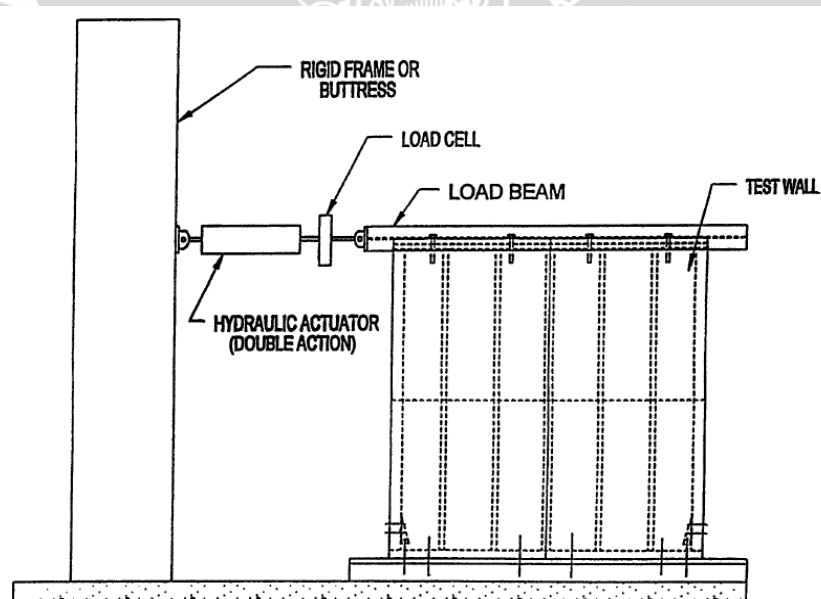 RIGID FRAME OR
BUTTRESS
LOAD CELL
LOAD BEAM
TEST WALL
HYDRAULIC ACTUATOR
(DOUBLE ACTION)